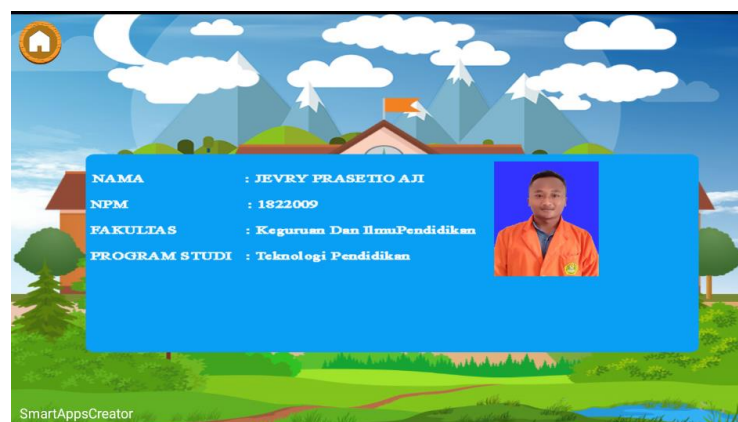 NAMA : JEVRY PRASETIO AJI
NPM : 1822009
FAKULTAS : Keguruan Dan IlmuPendidikan
PROGRAM STUDI : Teknologi Pendidikan
SmartAppsCreator